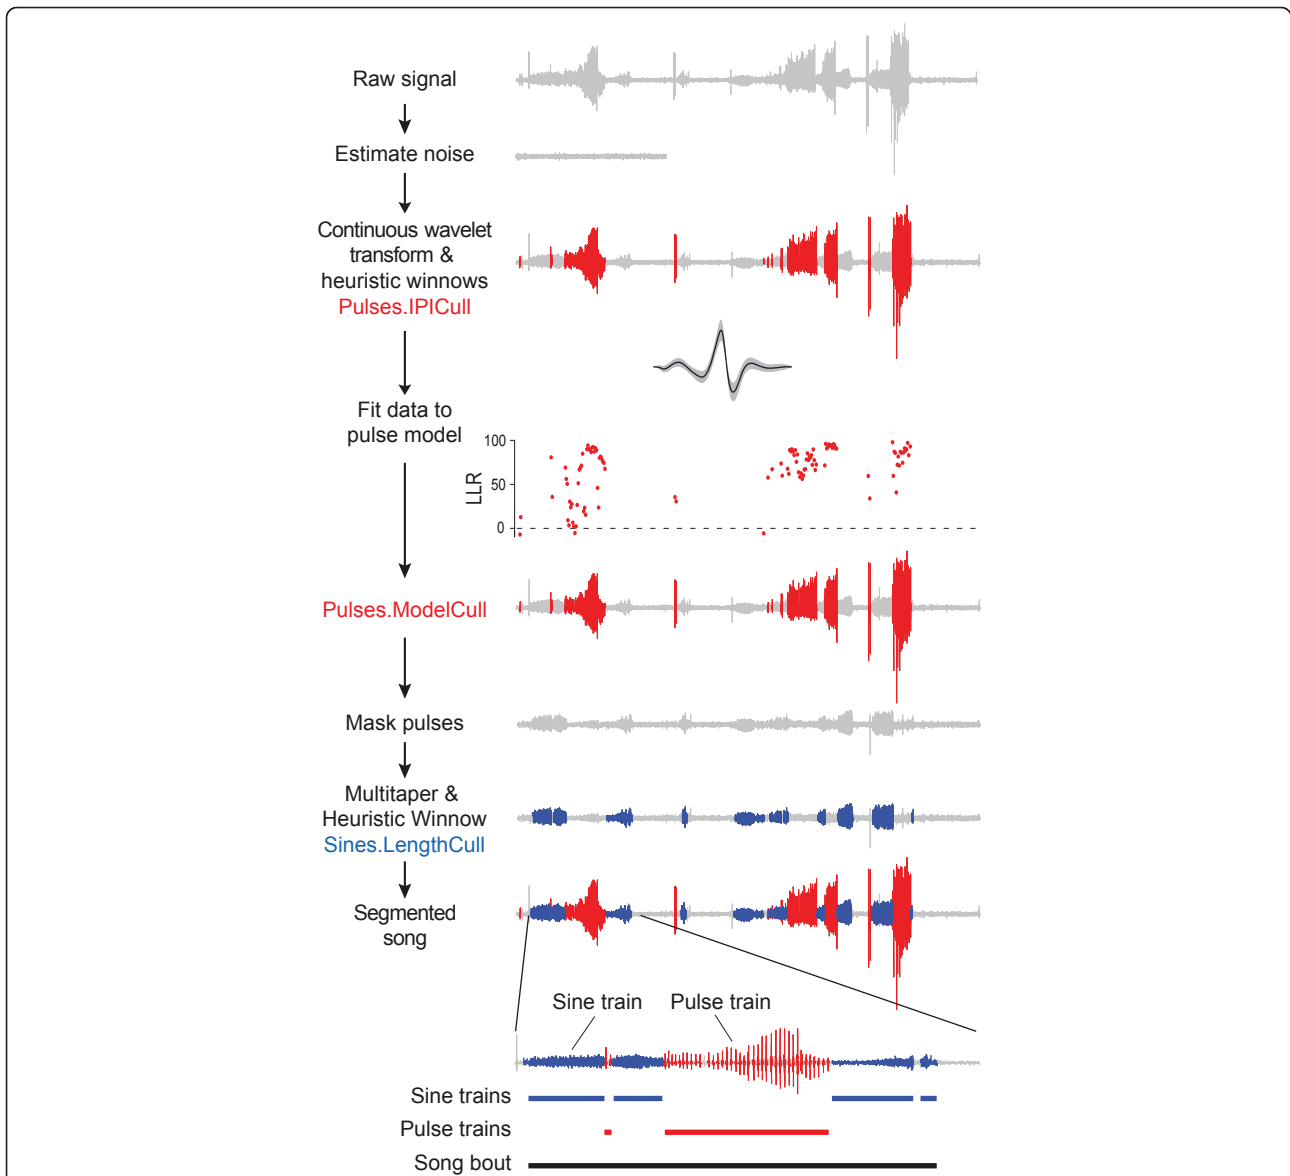 Raw signal
Estimate noise
Continuous wavelet
transform &
heuristic winnows
Pulses.IPICull
Fit data to
pulse model
100
50
0
LLR
Pulses.ModelCull
Mask pulses
Multitaper &
Heuristic Winnow
Sines.LengthCull
Segmented
song
Sine train
Pulse train
Sine trains
Pulse trains
Song bout